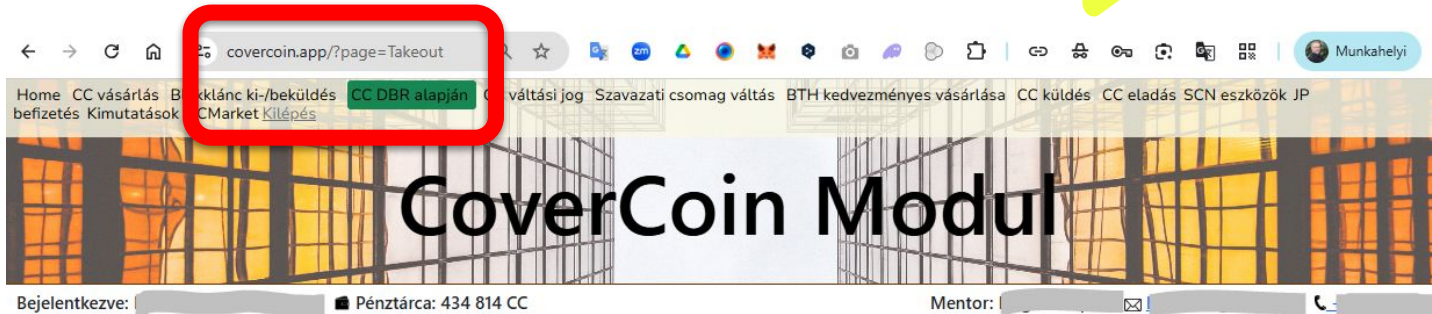 covercoin.app/?page=Takeout
Munkahelyi
Home CC vásárlás ki-/beküldés CC DBR alapján váltási jog Szavazati csomag váltás BTH kedvezményes vásárlása CC küldés CC eladás SCN eszközök JP
befizetés Kimutatások CMarket Kilépés
CoverCoin Modul
Bejelentkezve: Pénztárca: 434 814 CC Mentor: